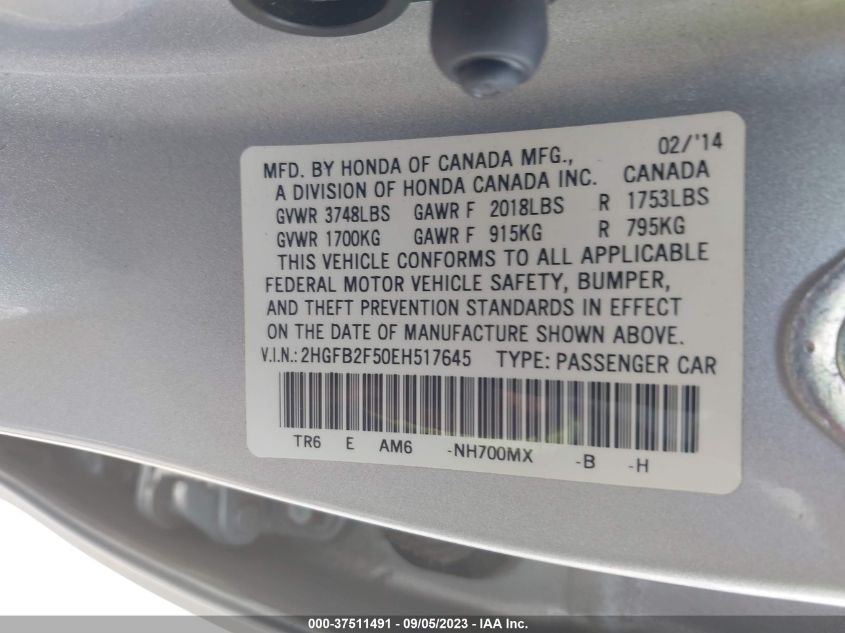 02/'14
MFD. BY HONDA OF CANADA MFG.,
A DIVISION OF HONDA CANADA INC. CANADA
GVWR 3748LBS GAWR F 2018LBS R 1753LBS
GVWR 1700KG GAWR F 915KG R 795KG
THIS VEHICLE CONFORMS TO ALL APPLICABLE
FEDERAL MOTOR VEHICLE SAFETY, BUMPER,
AND THEFT PREVENTION STANDARDS IN EFFECT
ON THE DATE OF MANUFACTURE SHOWN ABOVE.
V.I.N.: 2HGFB2F50EH517645 TYPE: PASSENGER CAR
TR6 E AM6 -NH700MX -B -H
000-37511491 - 09/05/2023 - IAA Inc.